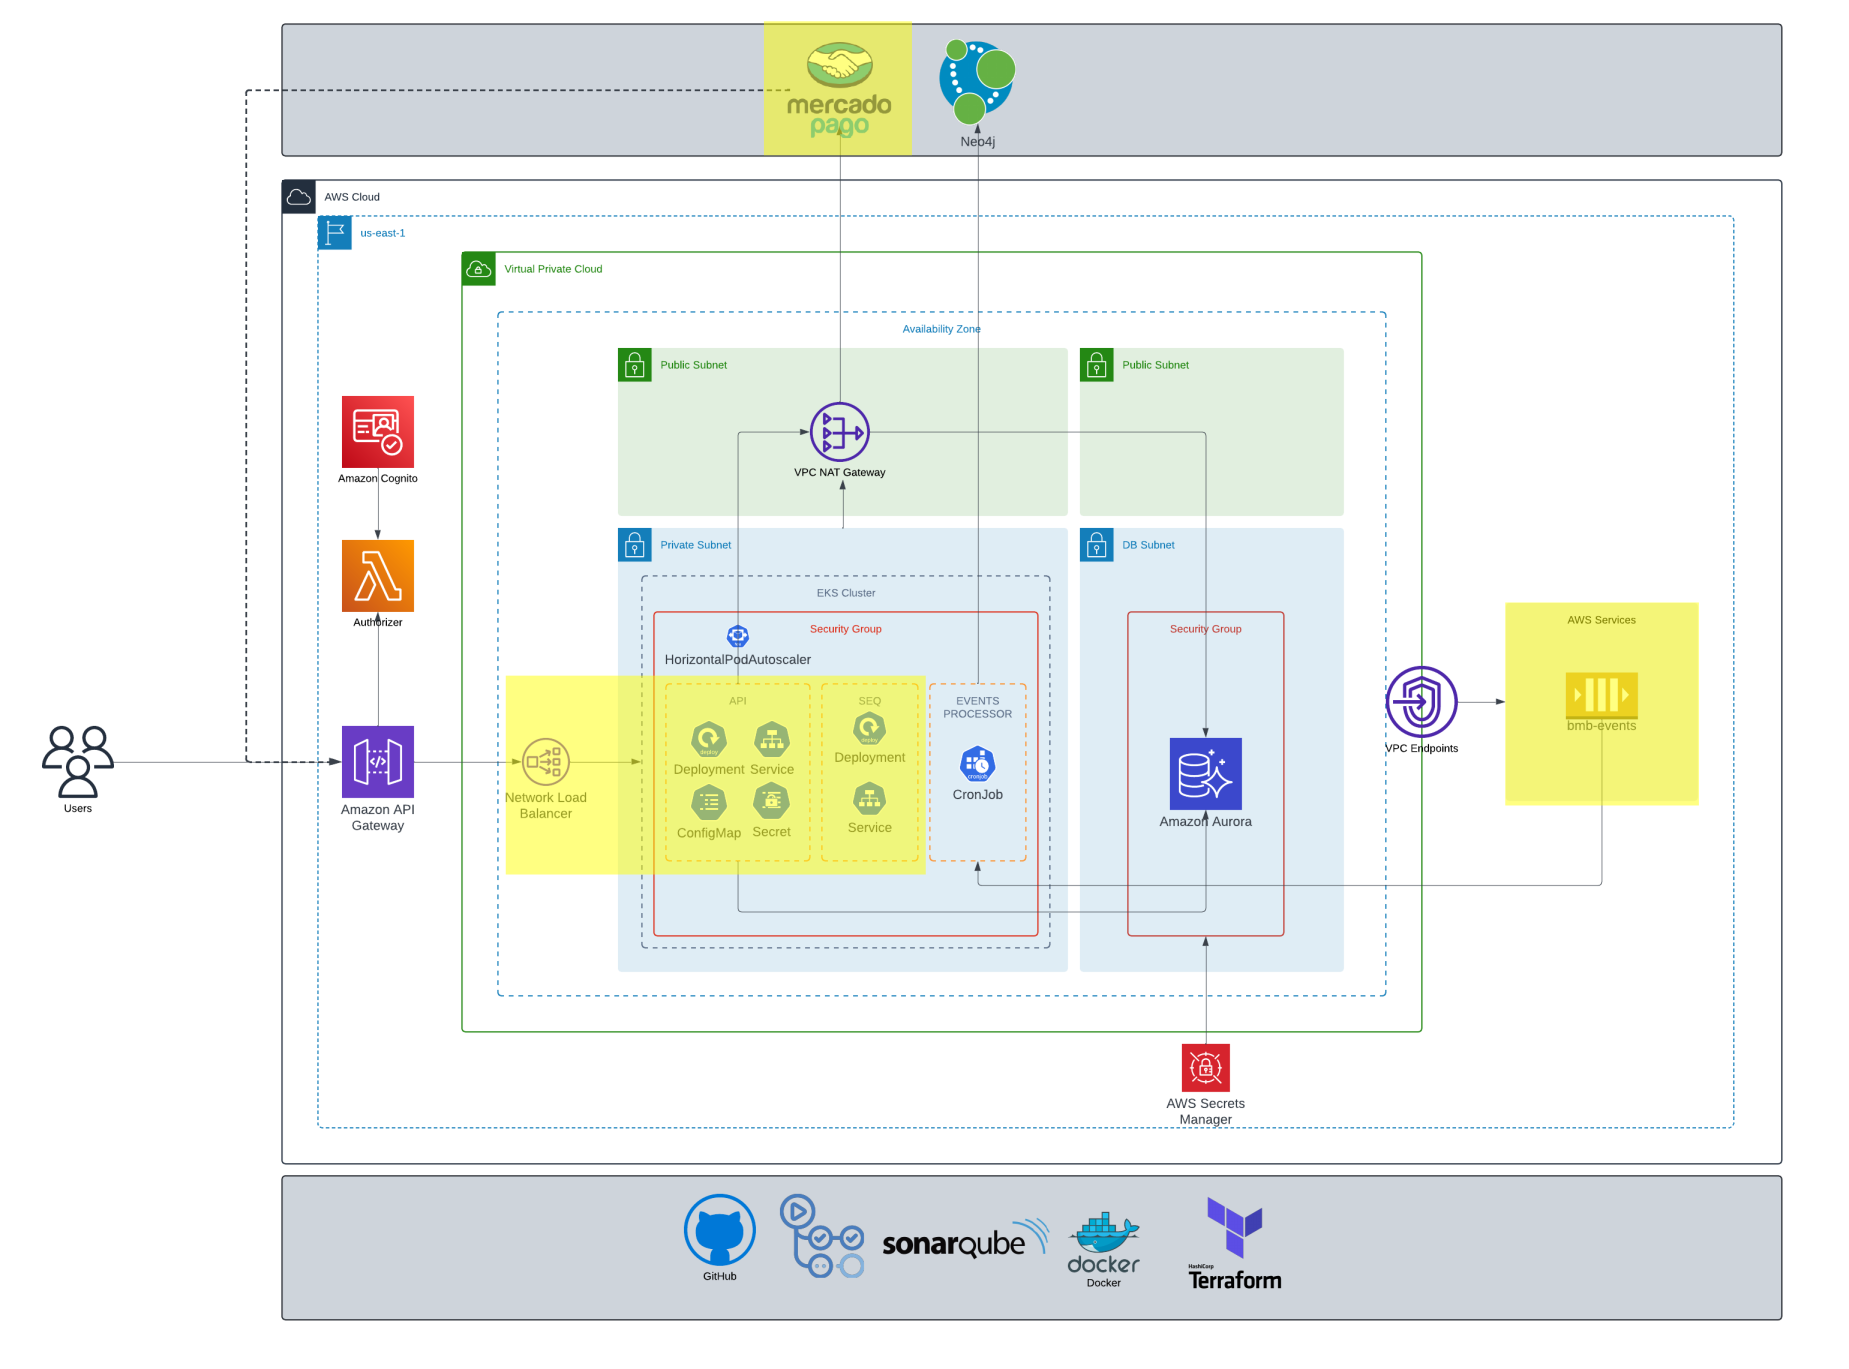 mercado
pago
Neo4j
AWS Cloud
us-east-1
Virtual Private Cloud
Availability Zone
Public Subnet
Public Subnet
VPC NAT Gateway
Amazon Cognito
Private Subnet
DB Subnet
EKS Cluster
Authorizer
Security Group
Security Group
AWS Services
HorizontalPodAutoscaler
API
SEQ
EVENTS
PROCESSOR
bmb-events
deploy
deploy
VPC Endpoints
Deployment
Service
Deployment
cronjob
CronJob
Network Load
Balancer
Users
Amazon API
Gateway
ConfigMap
Secret
Service
Amazon Aurora
AWS Secrets
Manager
GitHub
sonarqube
docker
Docker
HashiCorp
Terraform